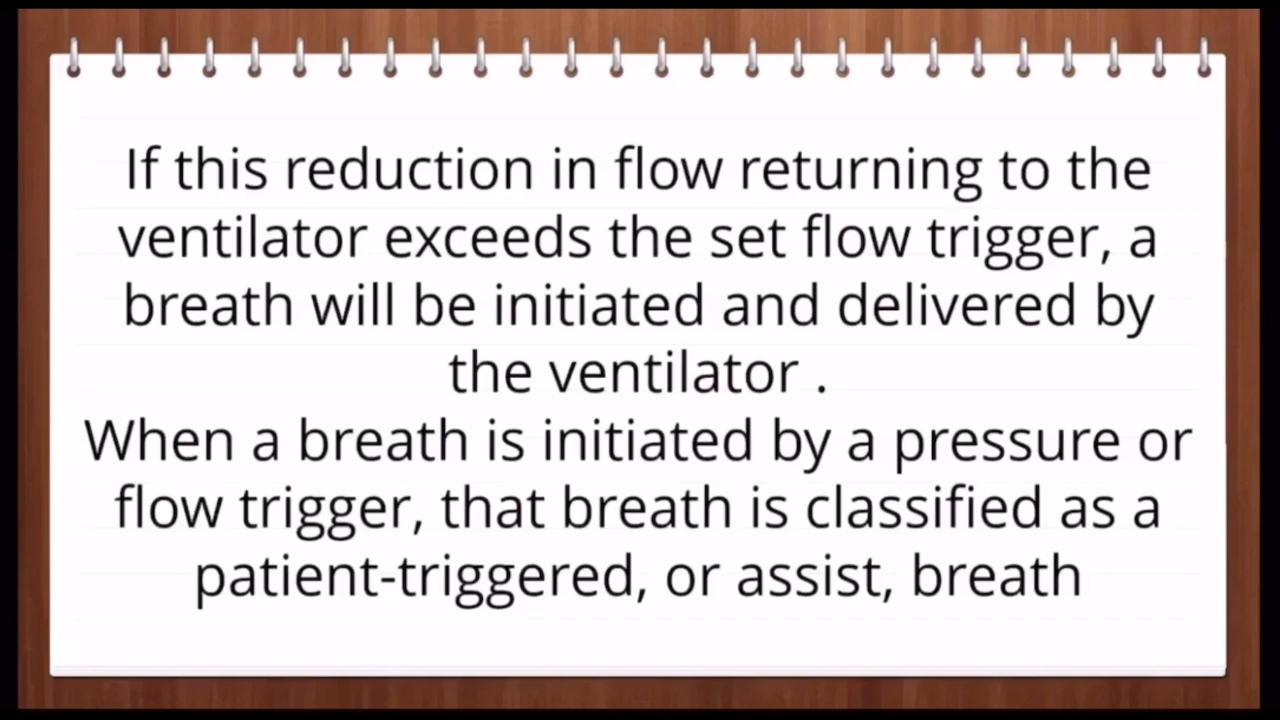 If this reduction in flow returning to the
ventilator exceeds the set flow trigger, a
breath will be initiated and delivered by
the ventilator .
When a breath is initiated by a pressure or
flow trigger, that breath is classified as a
patient-triggered, or assist, breath